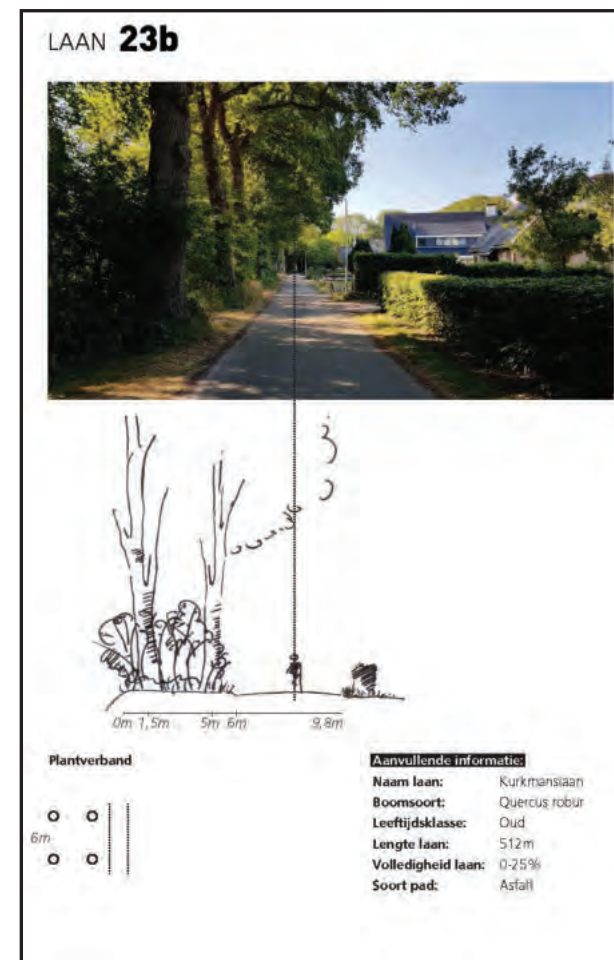 LAAN 23b
0m 1,5m 5m 6m 9,8m
Plantverband
6m
Aanvullende informatie:
Naam laan: Kurkmanslaan
Boomsoort: Quercus robur
Leeftijdsklasse: Oud
Lengte laan: 512m
Volledigheid laan: 0-25%
Soort pad: Asfalt